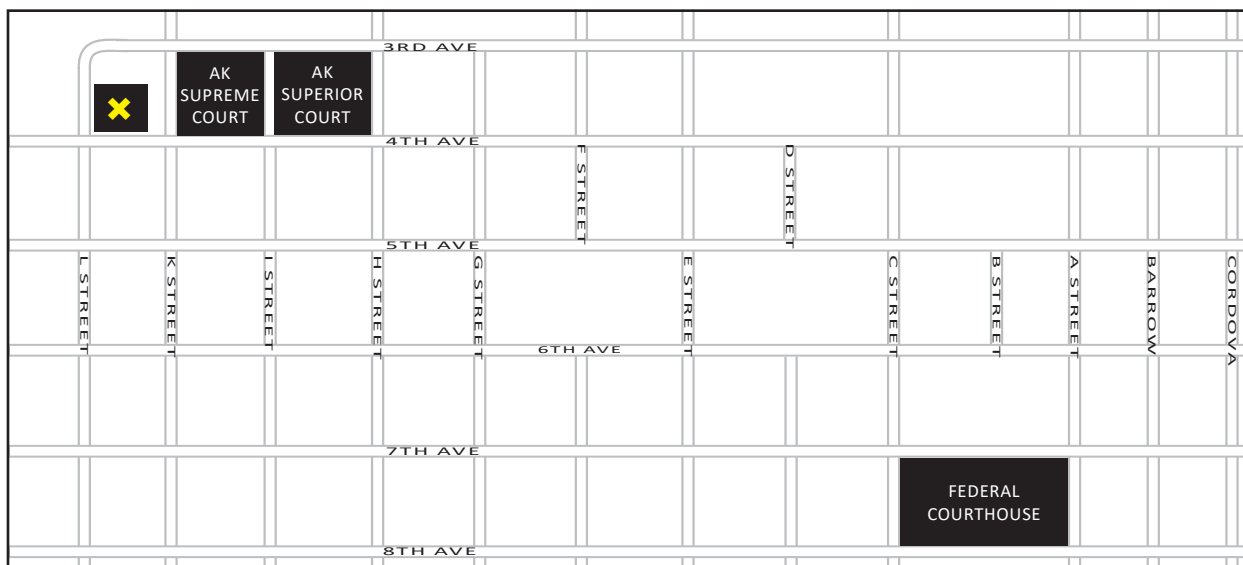 3RD AVE
AK
SUPREME
COURT
AK
SUPERIOR
COURT
4TH AVE
F STREET
D STREET
5TH AVE
L STREET
K STREET
I STREET
H STREET
G STREET
E STREET
C STREET
B STREET
A STREET
BARROW
CORDOVA
6TH AVE
7TH AVE
FEDERAL
COURTHOUSE
8TH AVE